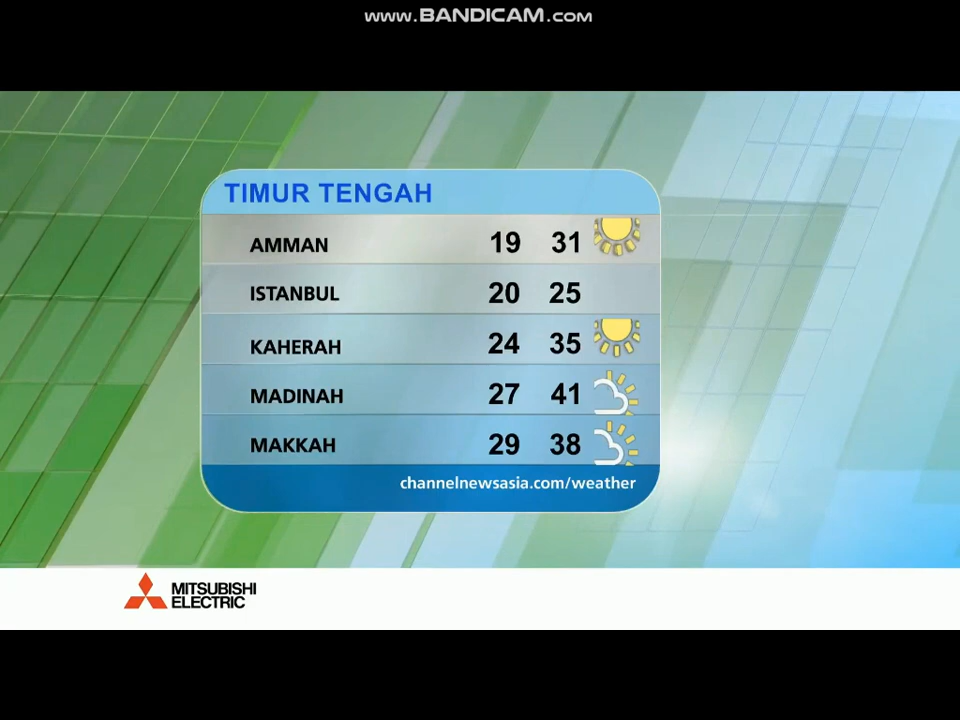 www.BANDICAM.com
TIMUR TENGAH
AMMAN 19 31
ISTANBUL 20 25
KAHERAH 24 35
MADINAH 27 41
MAKKAH 29 38
channelnewsasia.com/weather
MITSUBISHI
ELECTRIC